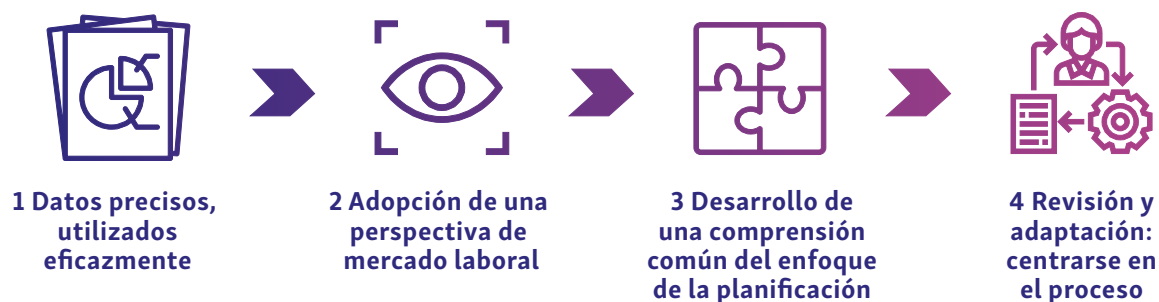 1 Datos precisos,
utilizados
eficazmente
2 Adopción de una
perspectiva de
mercado laboral
3 Desarrollo de
una comprensión
común del enfoque
de la planificación
4 Revisión y
adaptación:
centrarse en
el proceso